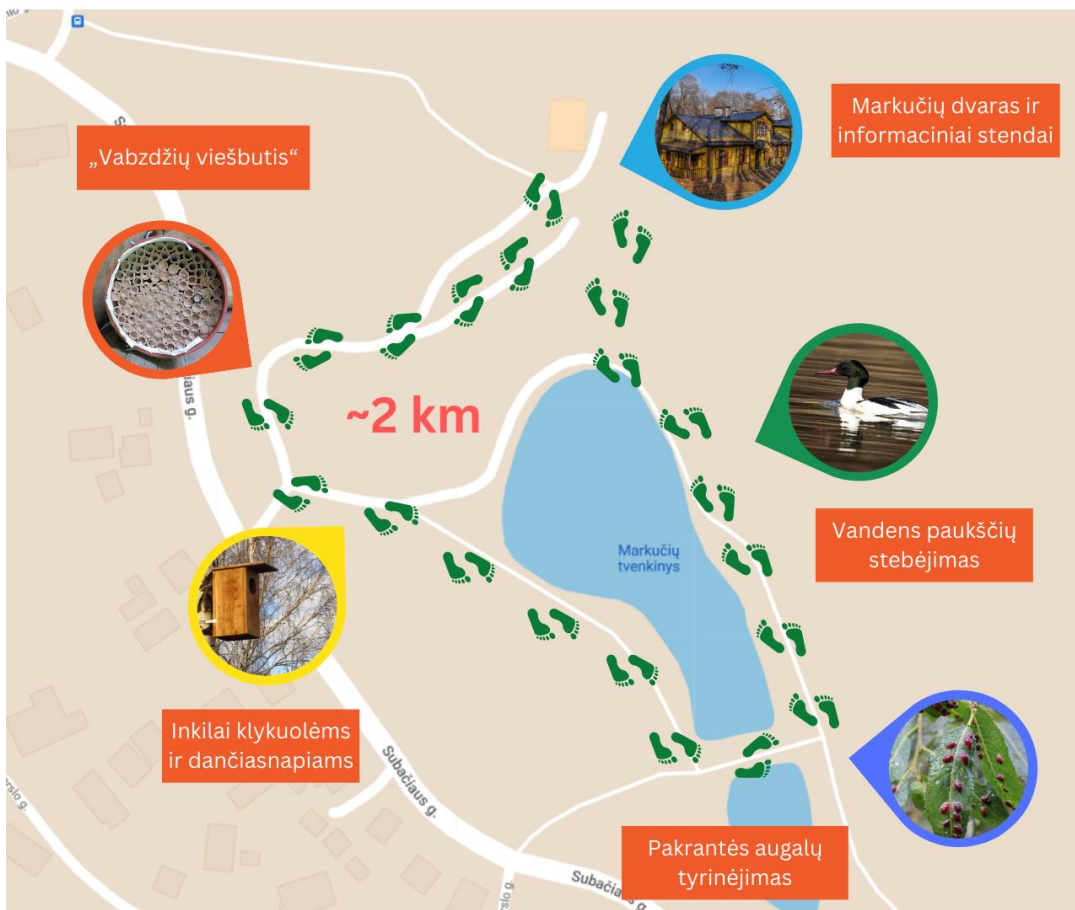 Markučių dvaras ir
informaciniai stendai
„Vabzdžių viešbutis“
~2 km
Vandens paukščių
stebėjimas
Markučių
tvenkinys
Inkilai klykuolėms
ir dančiasnapiams
Subačiaus g.
Pakrantės augalų
tyrinėjimas
Subačiaus g.